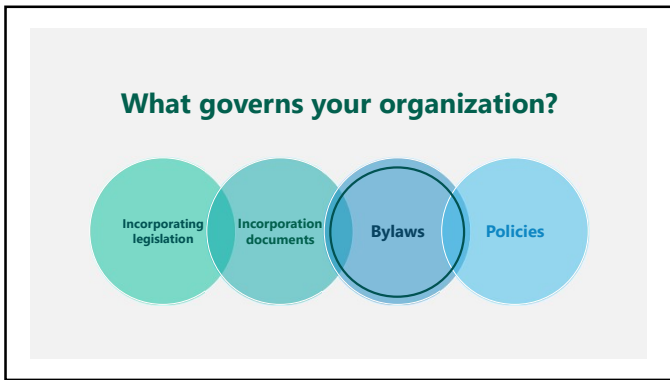 What governs your organization?
Incorporating
legislation
Incorporation
documents
Bylaws
Policies